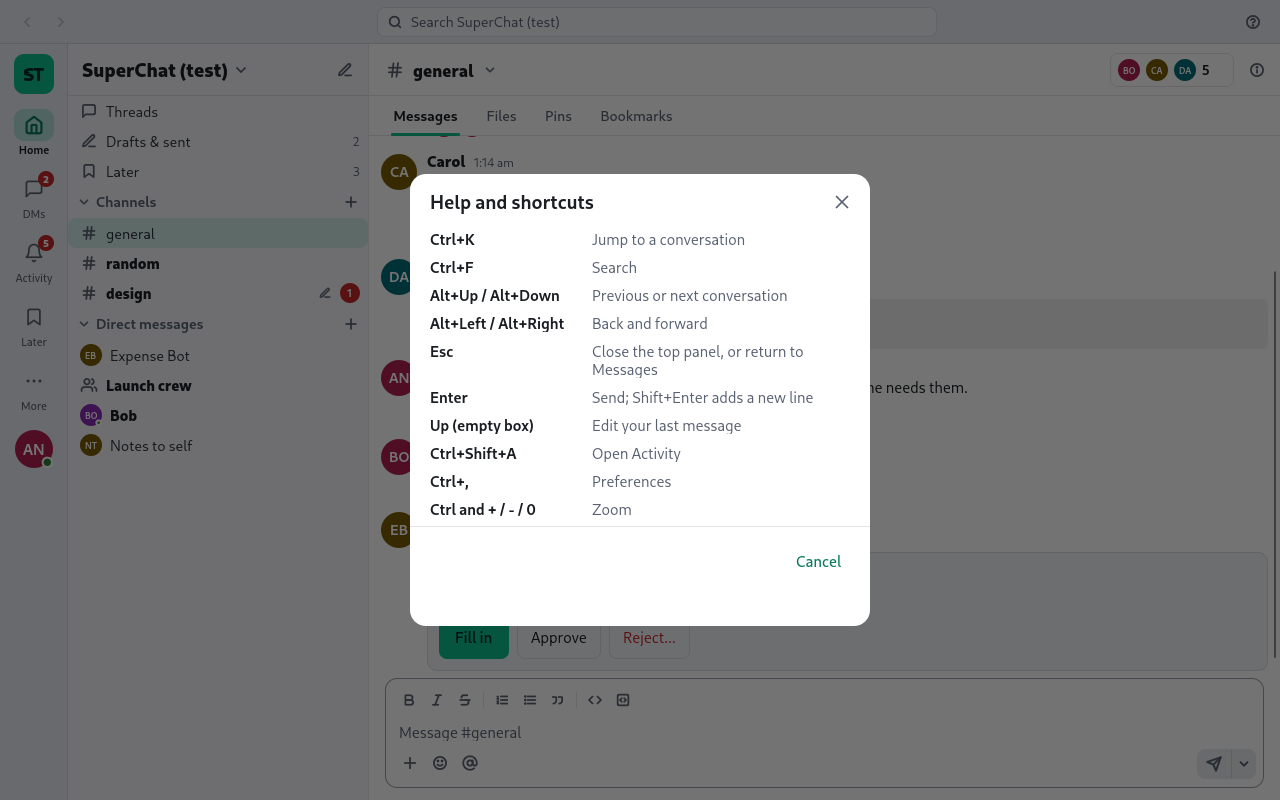 Search SuperChat (test)
ST
SuperChat (test)
general
BO
CA
DA
5
Home
DMs
2
Activity
5
Later
More
AN
Threads
Drafts & sent
2
Later
3
Channels
general
random
design
1
Direct messages
EB
Expense Bot
Launch crew
BO
Bob
NT
Notes to self
Messages
Files
Pins
Bookmarks
CA
Carol
1:14 am
DA
AN
ne needs them.
BO
EB
Fill in
Approve
Reject...
Message #general
Help and shortcuts
Ctrl+K
Jump to a conversation
Ctrl+F
Search
Alt+Up / Alt+Down
Previous or next conversation
Alt+Left / Alt+Right
Back and forward
Esc
Close the top panel, or return to
Messages
Enter
Send; Shift+Enter adds a new line
Up (empty box)
Edit your last message
Ctrl+Shift+A
Open Activity
Ctrl+,
Preferences
Ctrl and + / - / 0
Zoom
Cancel